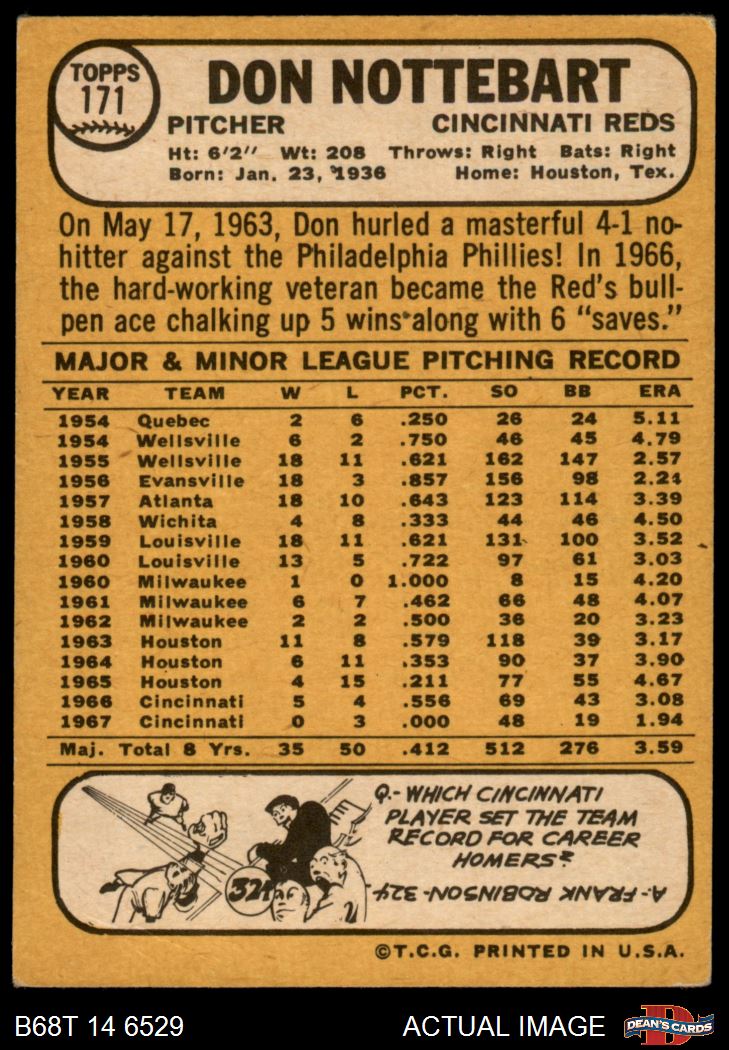 TOPPS
171
DON NOTTEBART
PITCHER CINCINNATI REDS
Ht: 6'2" Wt: 208 Throws: Right Bats: Right
Born: Jan. 23, 1936 Home: Houston, Tex.
On May 17, 1963, Don hurled a masterful 4-1 no-
hitter against the Philadelphia Phillies! In 1966,
the hard-working veteran became the Red's bull-
pen ace chalking up 5 wins along with 6 "saves."
MAJOR & MINOR LEAGUE PITCHING RECORD
YEAR TEAM W L PCT. SO BB ERA
1954 Quebec 2 6 .250 26 24 5.11
1954 Wellsville 6 2 .750 46 45 4.79
1955 Wellsville 18 11 .621 162 147 2.57
1956 Evansville 18 3 .857 156 98 2.24
1957 Atlanta 18 10 .643 123 114 3.39
1958 Wichita 4 8 .333 44 46 4.50
1959 Louisville 18 11 .621 131 100 3.52
1960 Louisville 13 5 .722 97 61 3.03
1960 Milwaukee 1 0 1.000 8 15 4.20
1961 Milwaukee 6 7 .462 66 48 4.07
1962 Milwaukee 2 2 .500 36 20 3.23
1963 Houston 11 8 .579 118 39 3.17
1964 Houston 6 11 .353 90 37 3.90
1965 Houston 4 15 .211 77 55 4.67
1966 Cincinnati 5 4 .556 69 43 3.08
1967 Cincinnati 0 3 .000 48 19 1.94
Maj. Total 8 Yrs. 35 50 .412 512 276 3.59
Q.- WHICH CINCINNATI
PLAYER SET THE TEAM
RECORD FOR CAREER
HOMERS?
A.- FRANK ROBINSON - 324
324
©T.C.G. PRINTED IN U.S.A.
B68T 14 6529 ACTUAL IMAGE
D
DEAN'S CARDS